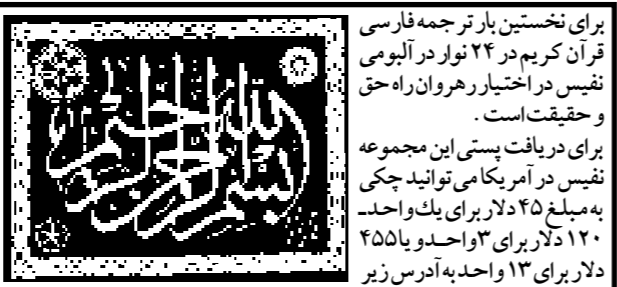 برای نخستین بار ترجمه فارسی
قرآن کریم در ۲۴ نوار در آلبومی
نفیس در اختیار رهروان راه حق
و حقیقت است .
برای دریافت پستی این مجموعه
نفیس در آمریکا می توانید چکی
به مبلغ ۴۵ دلار برای یك واحد ـ
۱۲۰ دلار برای ۳ واحد و یا ۴۵۵
دلار برای ۱۳ واحد به آدرس زیر
بسم الله الرحمن الرحیم